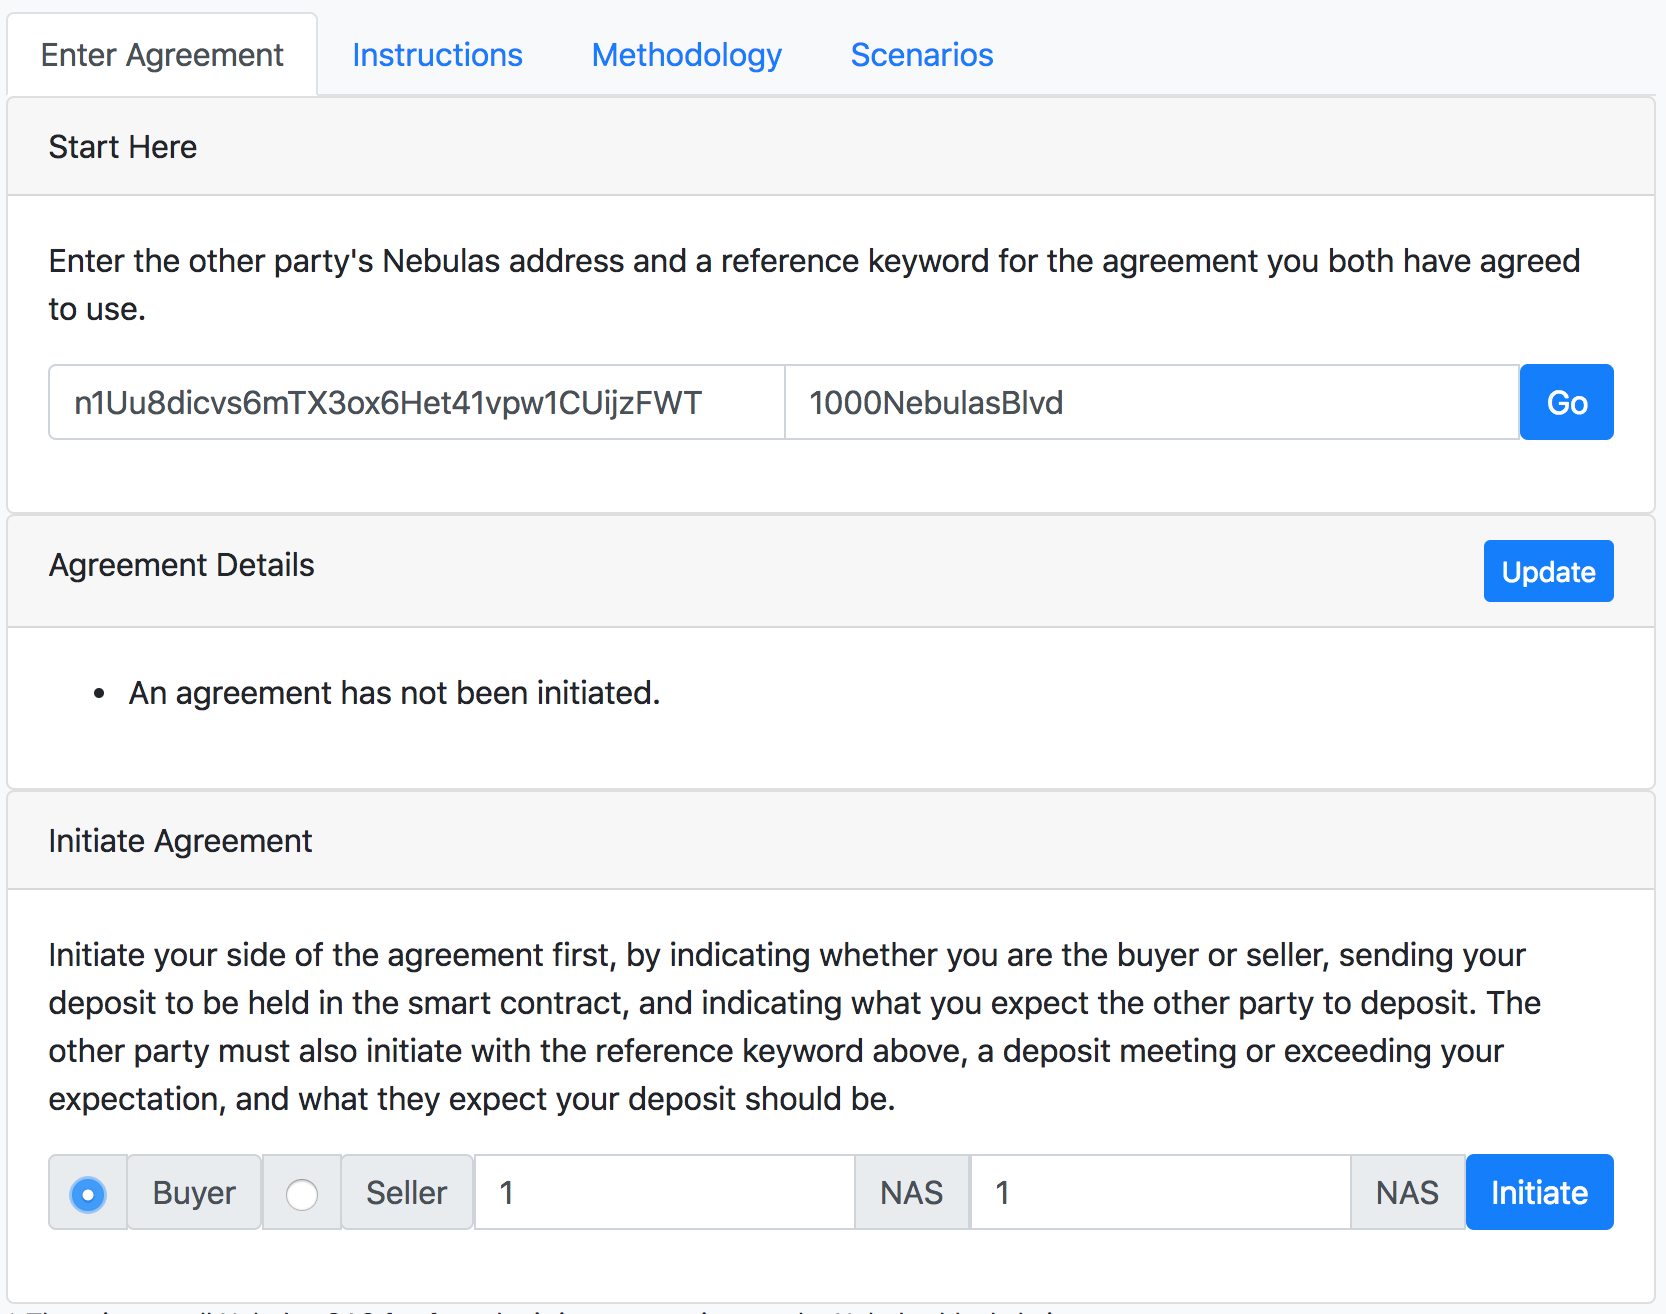 Enter Agreement Instructions Methodology Scenarios
Start Here
Enter the other party's Nebulas address and a reference keyword for the agreement you both have agreed
to use.
n1Uu8dicvs6mTX3ox6Het41vpw1CUijzFWT 1000NebulasBlvd Go
Agreement Details Update
• An agreement has not been initiated.
Initiate Agreement
Initiate your side of the agreement first, by indicating whether you are the buyer or seller, sending your
deposit to be held in the smart contract, and indicating what you expect the other party to deposit. The
other party must also initiate with the reference keyword above, a deposit meeting or exceeding your
expectation, and what they expect your deposit should be.
Buyer Seller 1 NAS 1 NAS Initiate